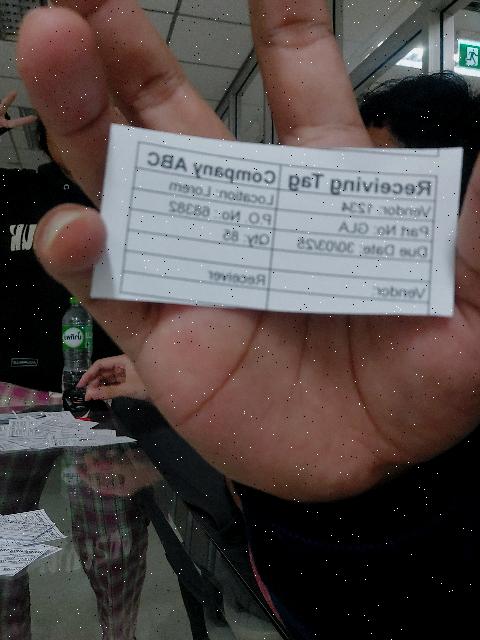 Receiving Tag Company ABC
Vendor: 1234 Location: Lorem
Part No: GLA P.O. No: 68382
Due Date: 30/03/25 Qty: 85
Vendor: Receiver